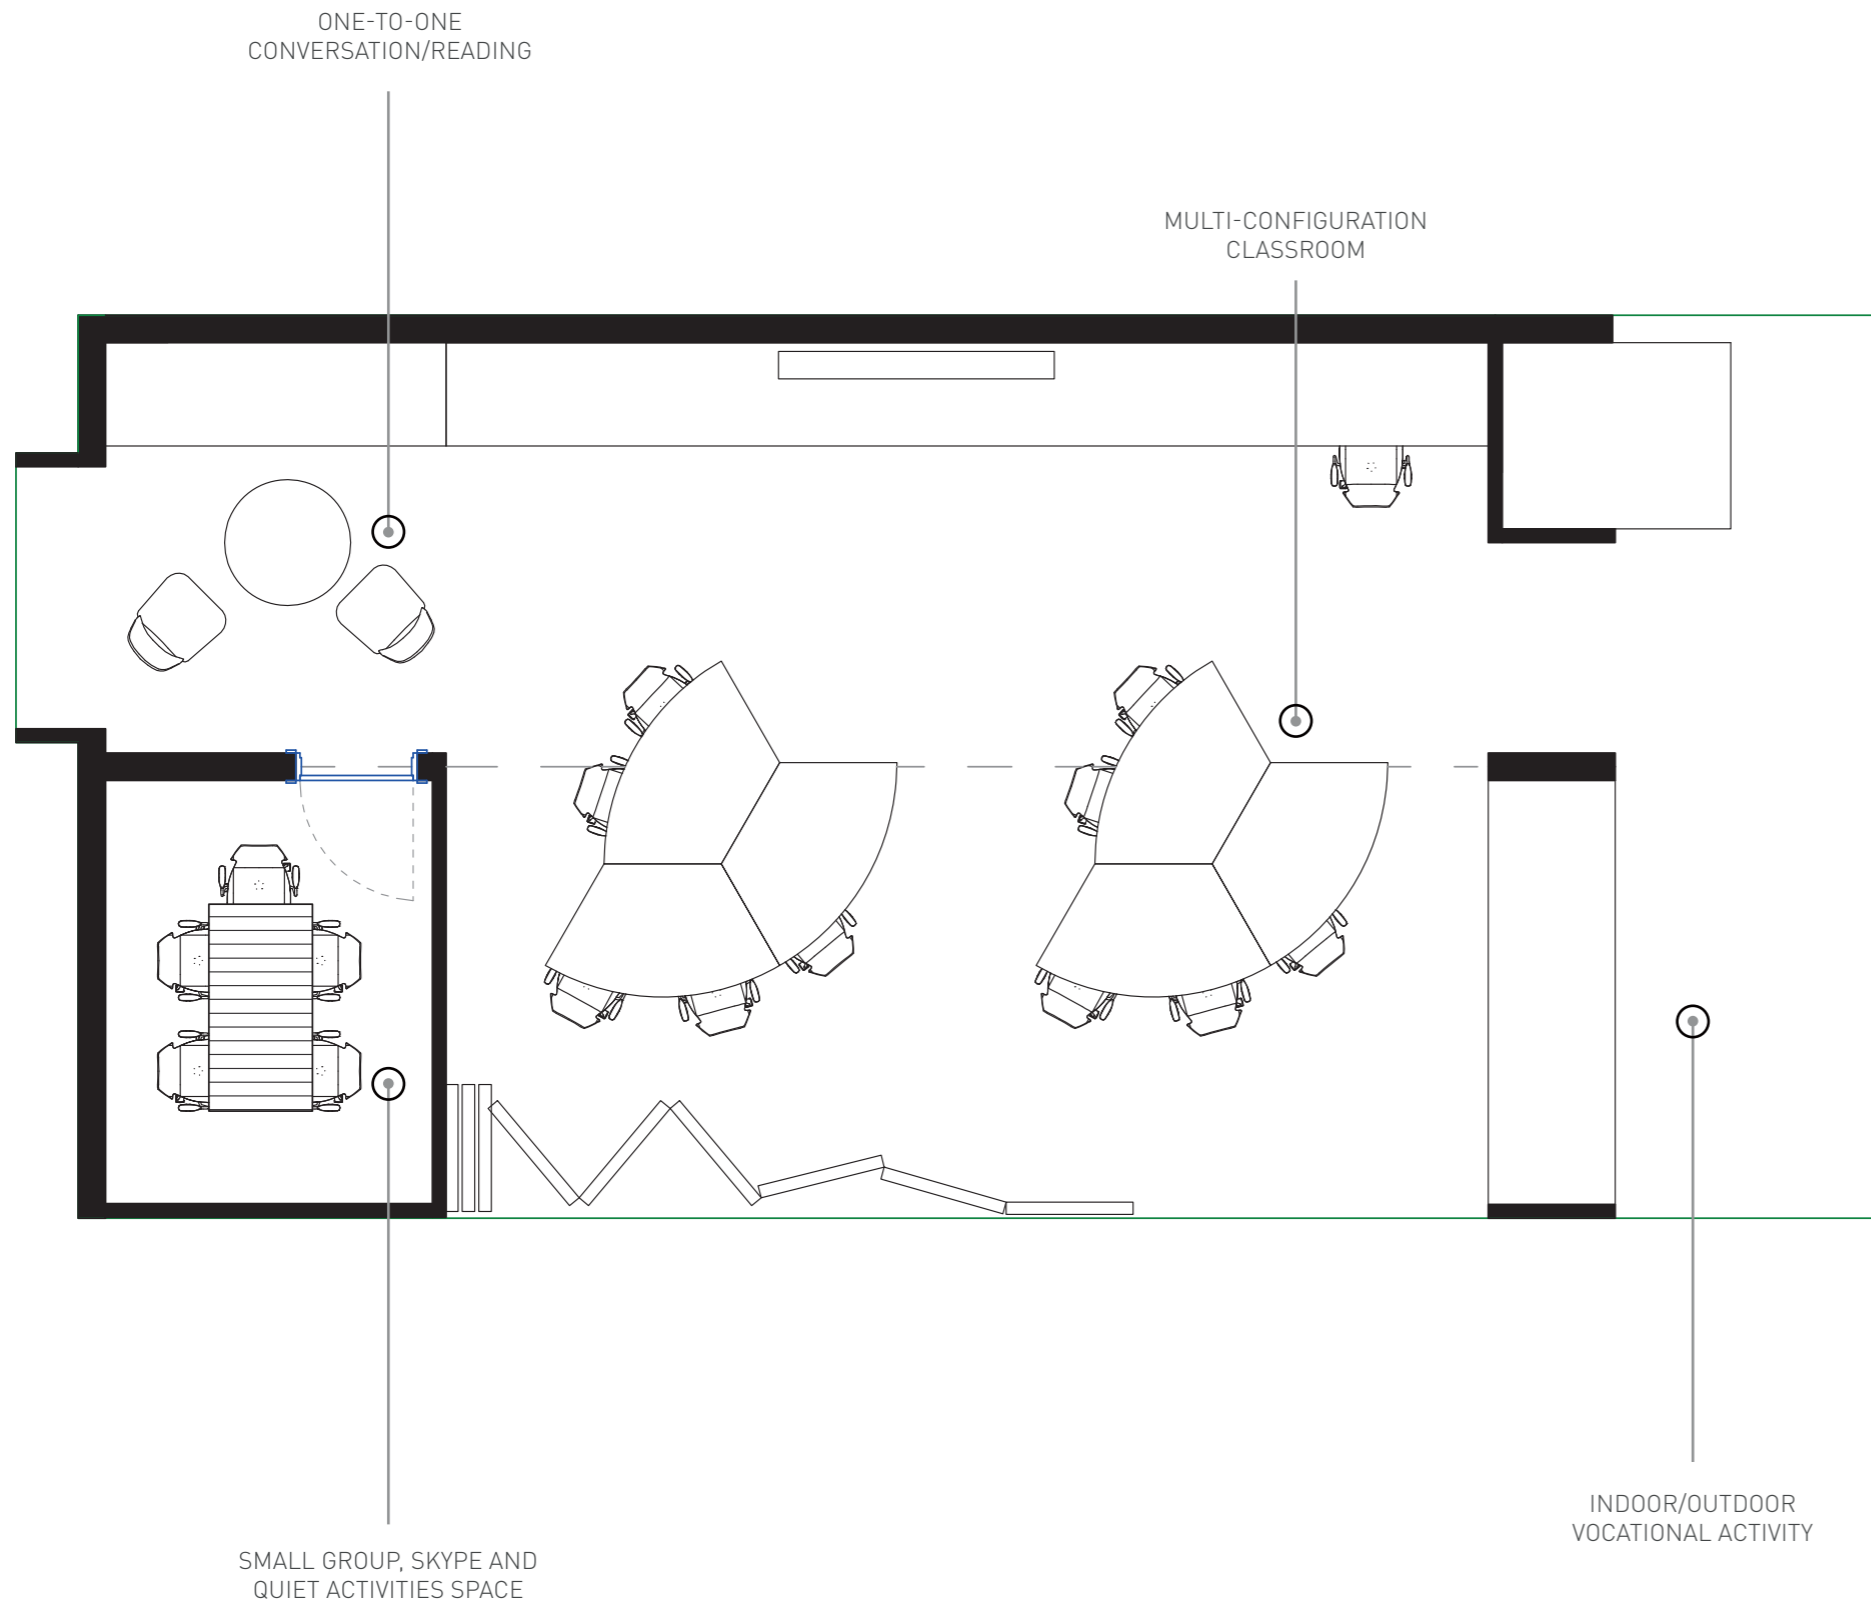 ONE-TO-ONE
CONVERSATION/READING
MULTI-CONFIGURATION
CLASSROOM
INDOOR/OUTDOOR
VOCATIONAL ACTIVITY
SMALL GROUP, SKYPE AND
QUIET ACTIVITIES SPACE